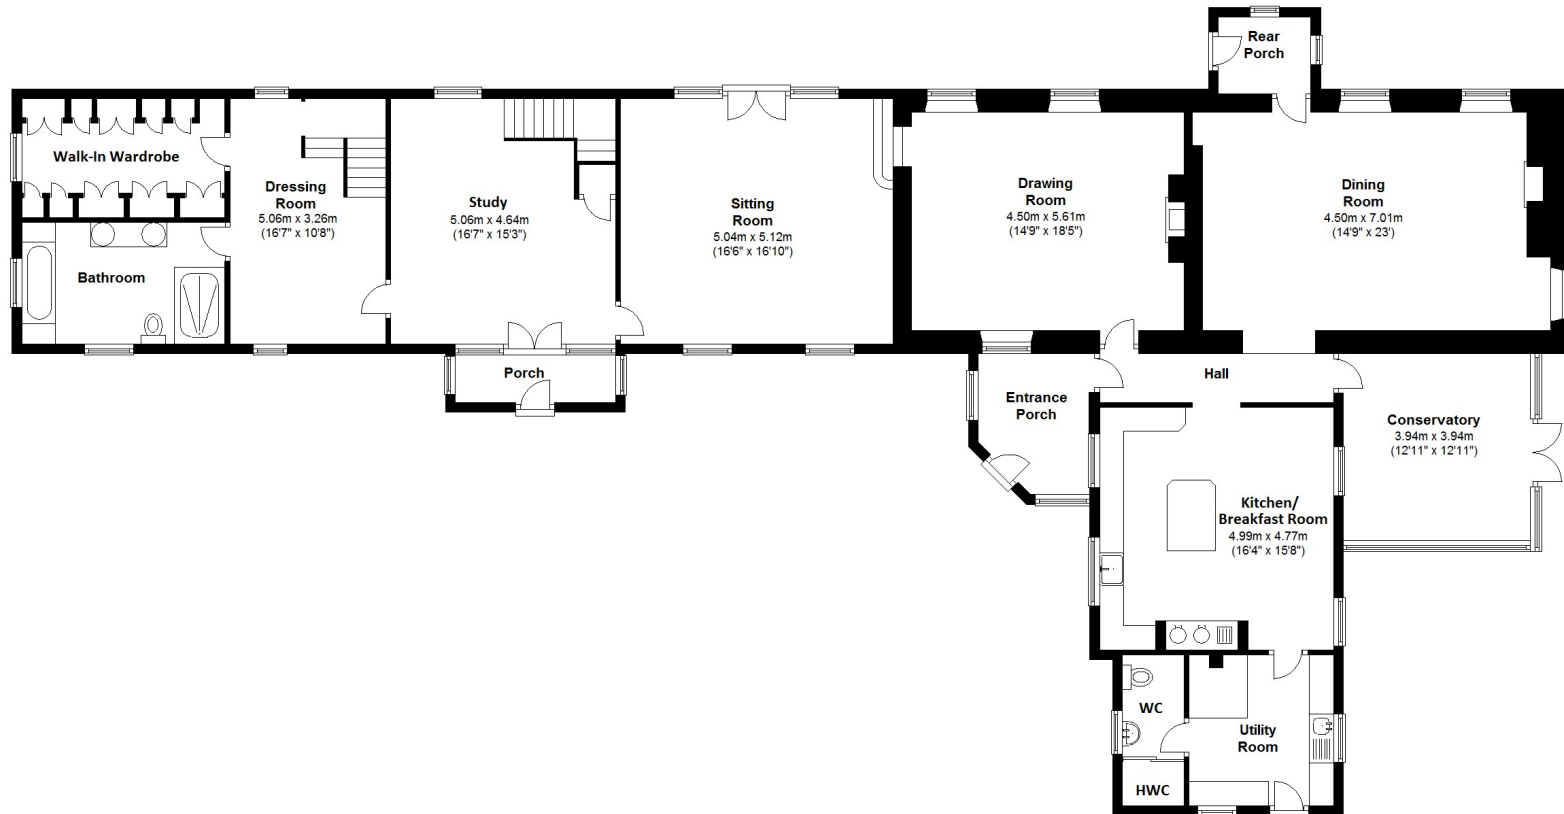 Rear
Porch
Walk-In Wardrobe
Dressing
Room
5.06m x 3.26m
(16'7" x 10'8")
Study
5.06m x 4.64m
(16'7" x 15'3")
Sitting
Room
5.04m x 5.12m
(16'6" x 16'10")
Drawing
Room
4.50m x 5.61m
(14'9" x 18'5")
Dining
Room
4.50m x 7.01m
(14'9" x 23')
Bathroom
Porch
Hall
Entrance
Porch
Conservatory
3.94m x 3.94m
(12'11" x 12'11")
Kitchen/
Breakfast Room
4.99m x 4.77m
(16'4" x 15'8")
WC
Utility
Room
HWC